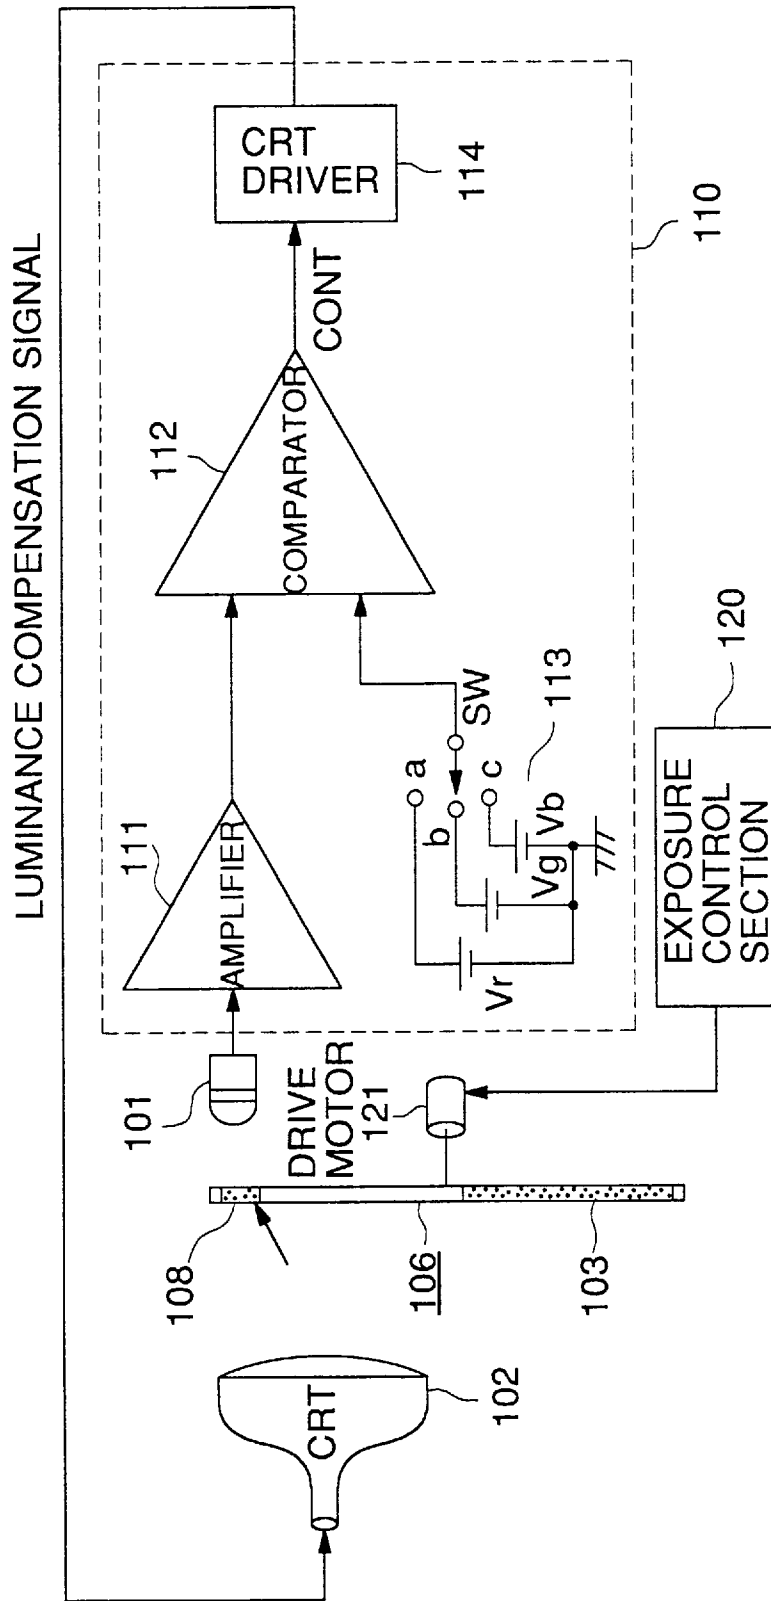 LUMINANCE COMPENSATION SIGNAL
CRT
DRIVER
114
CONT
112
COMPARATOR
110
111
AMPLIFIER
SW
a
b
c
113
Vr
Vg
Vb
101
DRIVE
MOTOR
121
120
EXPOSURE
CONTROL
SECTION
108
106
103
CRT
102